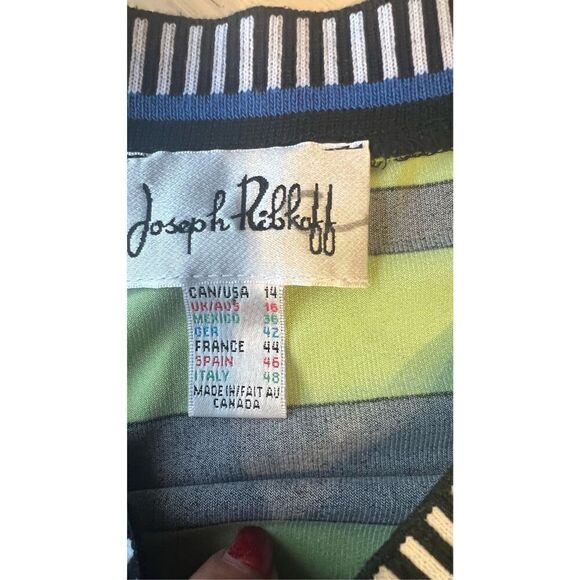 Joseph Ribkoff
CAN/USA 14
UK/AUS 16
MEXICO 36
GER 42
FRANCE 44
SPAIN 46
ITALY 48
MADE IN/FAIT AU
CANADA